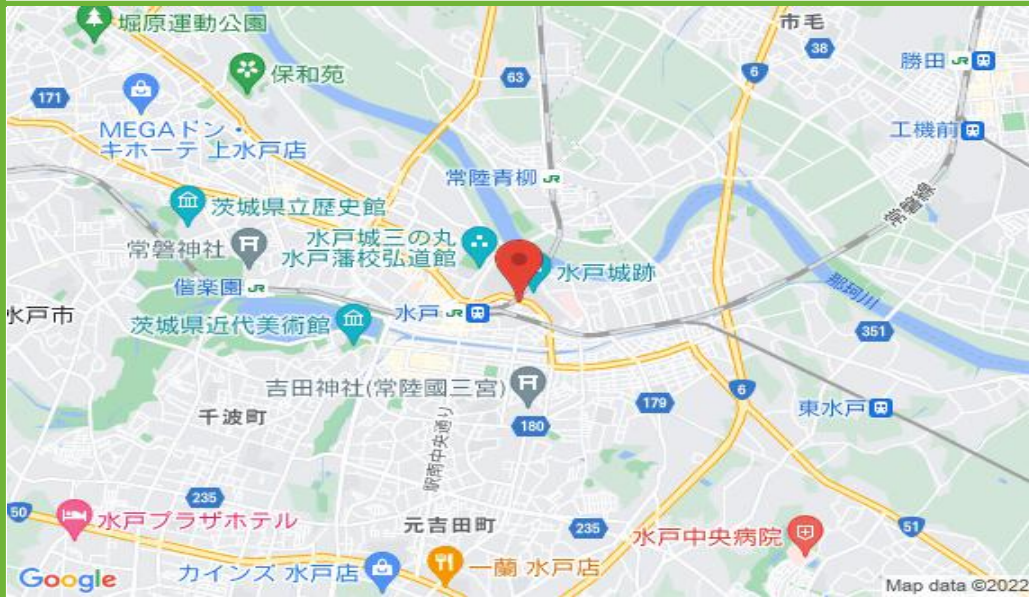 堀原運動公園
市毛
38
勝田 JR
6
保和苑
63
171
MEGAドン・
キホーテ 上水戸店
工機前
常陸青柳 JR
茨城県立歴史館
常磐線
水戸城三の丸
水戸藩校弘道館
常磐神社
水戸城跡
偕楽園 JR
那珂川
水戸市
水戸 JR
茨城県近代美術館
351
吉田神社(常陸國三宮)
6
179
東水戸
千波町
180
駅南中央通り
235
50
水戸プラザホテル
元吉田町
235
51
水戸中央病院
カインズ 水戸店
一蘭 水戸店
Google
Map data ©2022